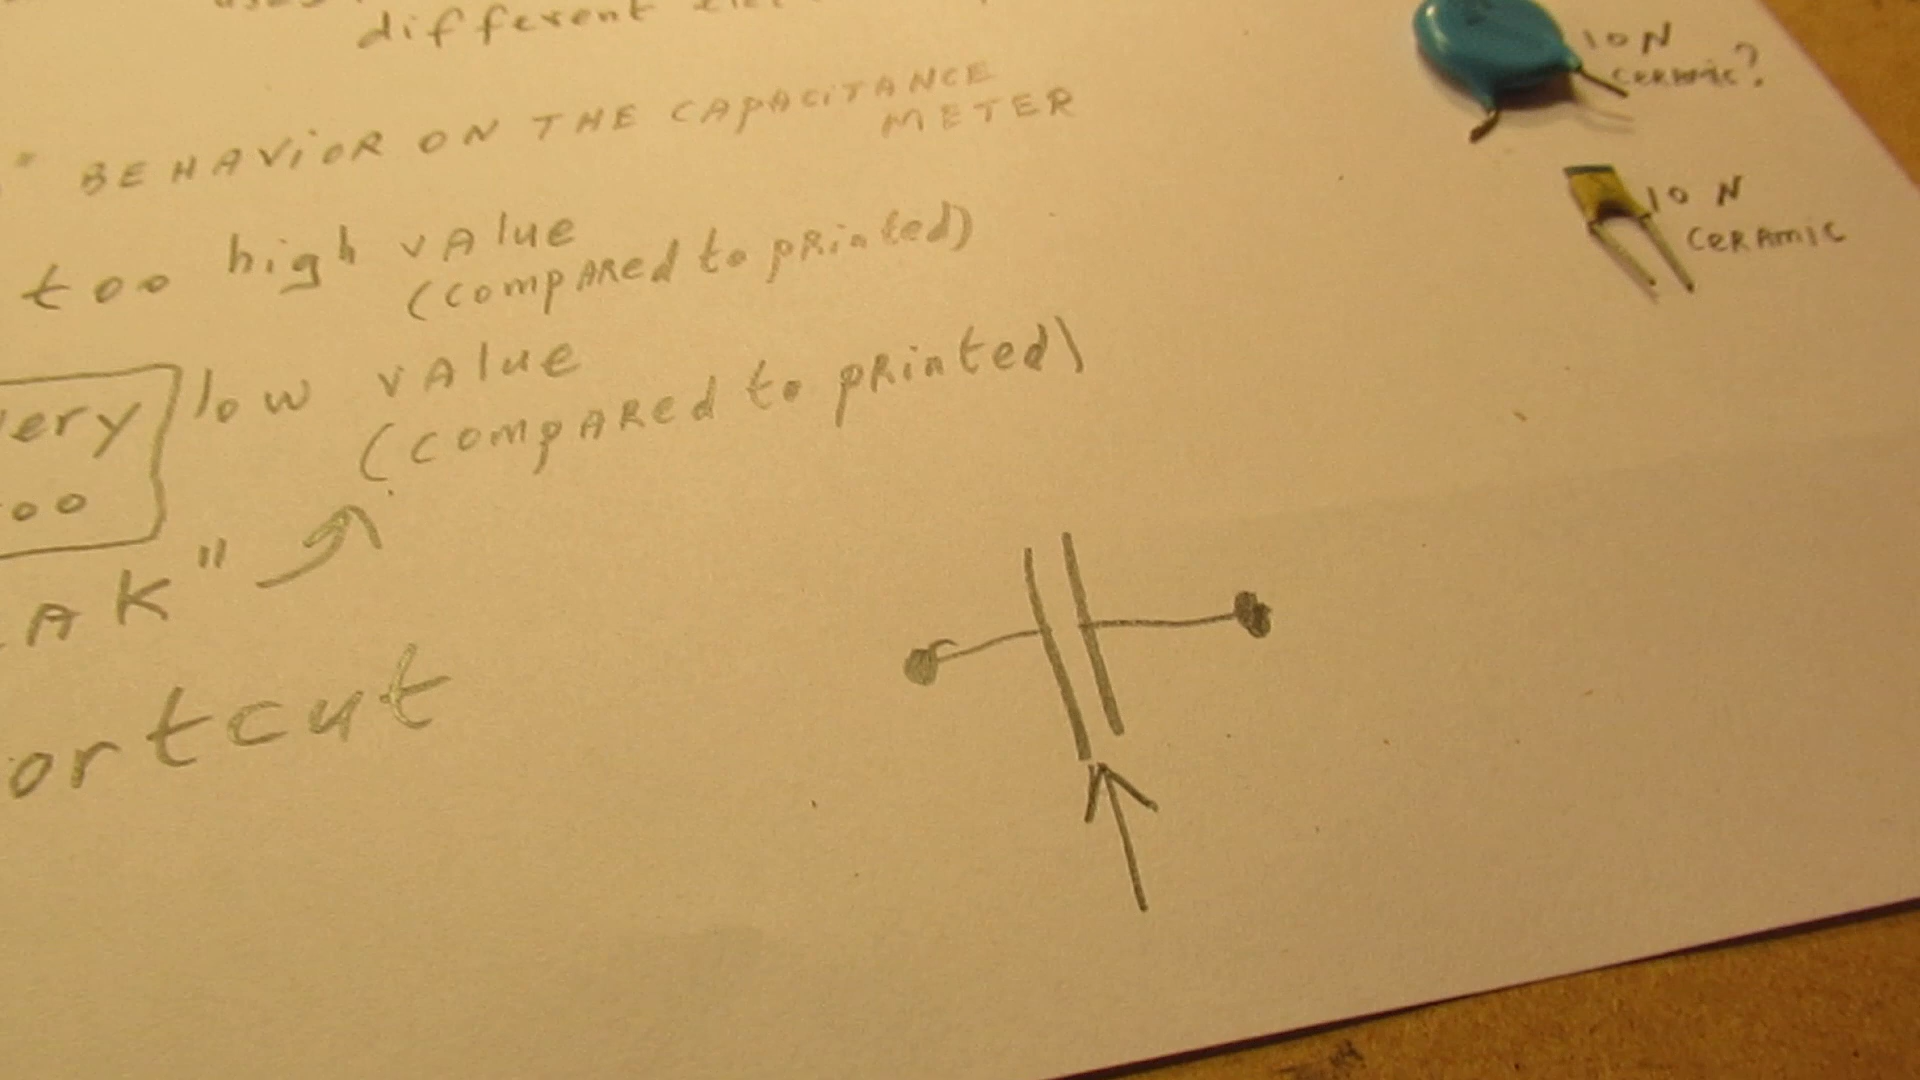 different
" BEHAVIOR ON THE CAPACITANCE
METER
too high value
(compared to printed)
ery low value
(compared to printed)
oo
AK"
ortcut
10 N
ceramic?
10 N
ceramic